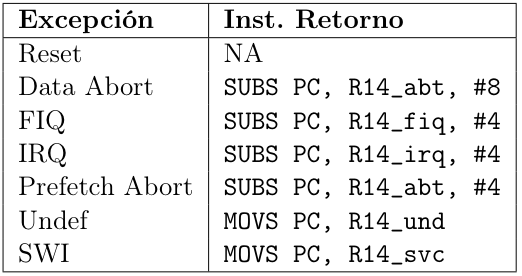 Excepción Inst. Retorno
Reset NA
Data Abort SUBS PC, R14_abt, #8
FIQ SUBS PC, R14_fiq, #4
IRQ SUBS PC, R14_irq, #4
Prefetch Abort SUBS PC, R14_abt, #4
Undef MOVS PC, R14_und
SWI MOVS PC, R14_svc